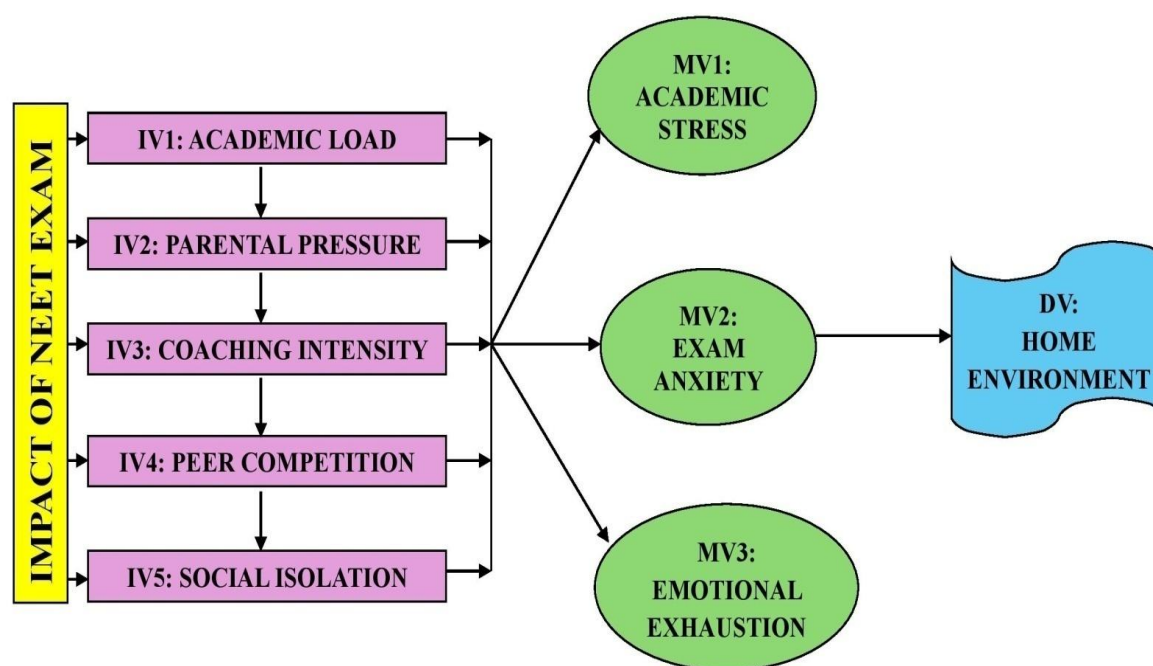 IMPACT OF NEET EXAM
IV1: ACADEMIC LOAD
IV2: PARENTAL PRESSURE
IV3: COACHING INTENSITY
IV4: PEER COMPETITION
IV5: SOCIAL ISOLATION
MV1:
ACADEMIC
STRESS
MV2:
EXAM
ANXIETY
MV3:
EMOTIONAL
EXHAUSTION
DV:
HOME
ENVIRONMENT